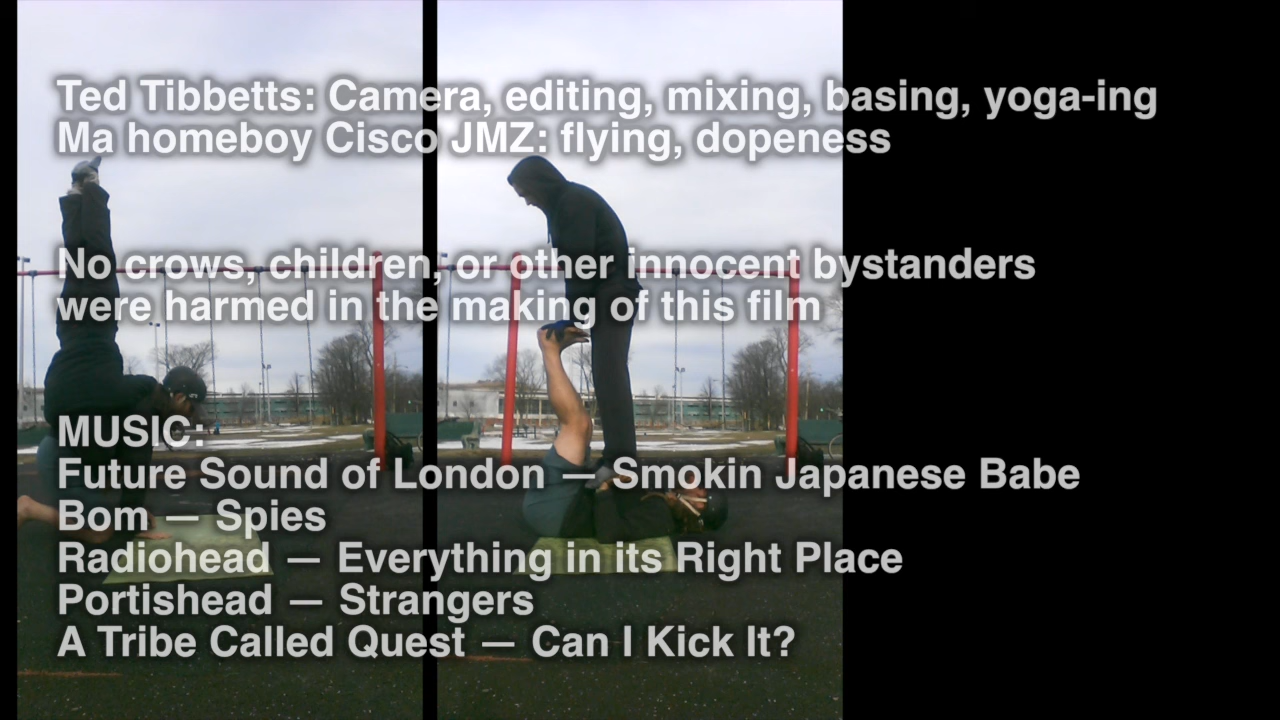 Ted Tibbetts: Camera, editing, mixing, basing, yoga-ing
Ma homeboy Cisco JMZ: flying, dopeness
No crows, children, or other innocent bystanders
were harmed in the making of this film
MUSIC:
Future Sound of London — Smokin Japanese Babe
Bom — Spies
Radiohead — Everything in its Right Place
Portishead — Strangers
A Tribe Called Quest — Can I Kick It?